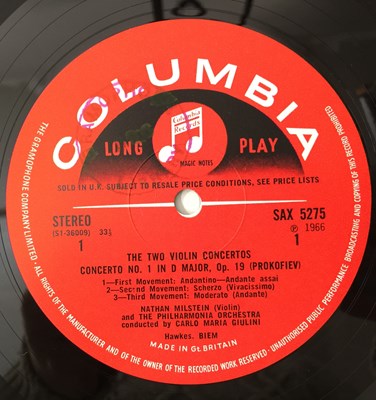 COLUMBIA
Columbia
Records
LONG PLAY
MAGIC NOTES
SOLD IN U.K. SUBJECT TO RESALE PRICE CONDITIONS, SEE PRICE LISTS
STEREO SAX 5275
(S1-36009) 33⅓ ℗ 1966
1 1
THE TWO VIOLIN CONCERTOS
CONCERTO NO. 1 IN D MAJOR, Op. 19 (PROKOFIEV)
1—First Movement: Andantino—Andante assai
2—Second Movement: Scherzo (Vivacissimo)
3—Third Movement: Moderato (Andante)
NATHAN MILSTEIN (Violin)
and THE PHILHARMONIA ORCHESTRA
conducted by CARLO MARIA GIULINI
Hawkes. BIEM
MADE IN Gt. BRITAIN
THE GRAMOPHONE COMPANY LIMITED. ALL RIGHTS OF THE MANUFACTURER AND OF THE OWNER OF THE RECORDED WORK RESERVED. UNAUTHORISED PUBLIC PERFORMANCE BROADCASTING AND COPYING OF THIS RECORD PROHIBITED